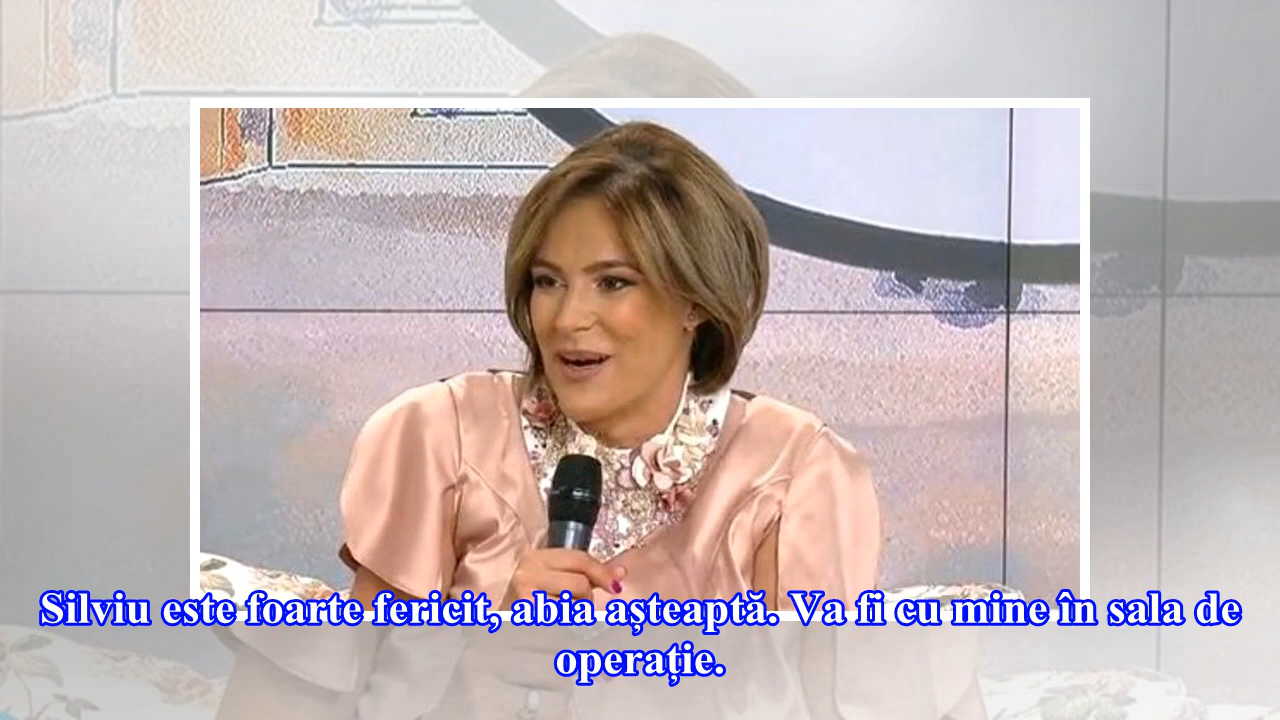 Silviu este foarte fericit, abia așteaptă. Va fi cu mine în sala de
operație.